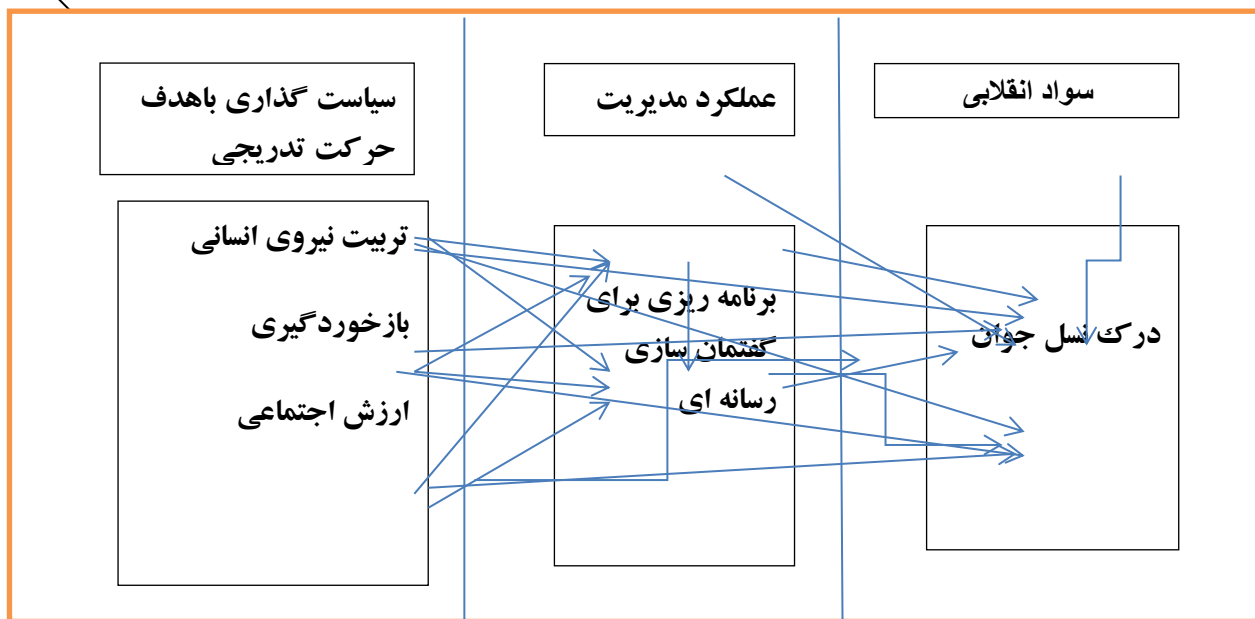 سواد انقلابی
عملکرد مدیریت
سیاست گذاری باهدف
حرکت تدریجی
درک نسل جوان
برنامه ریزی برای
گفتمان سازی
رسانه ای
تربیت نیروی انسانی
بازخوردگیری
ارزش اجتماعی